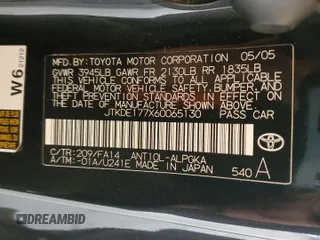 W6
21212
MFD. BY: TOYOTA MOTOR CORPORATION 05/05
GVWR 3945LB GAWR FR 2130LB RR 1835LB
THIS VEHICLE CONFORMS TO ALL APPLICABLE
FEDERAL MOTOR VEHICLE SAFETY, BUMPER, AND
THEFT PREVENTION STANDARDS IN EFFECT ON
THE DATE OF MANUFACTURE SHOWN ABOVE.
JTKDE177X60065130 PASS. CAR
C/TR: 209/FA14 ANT10L-ALPGKA
A/TM: -01A/U241E MADE IN JAPAN
540 A
© DREAMBID